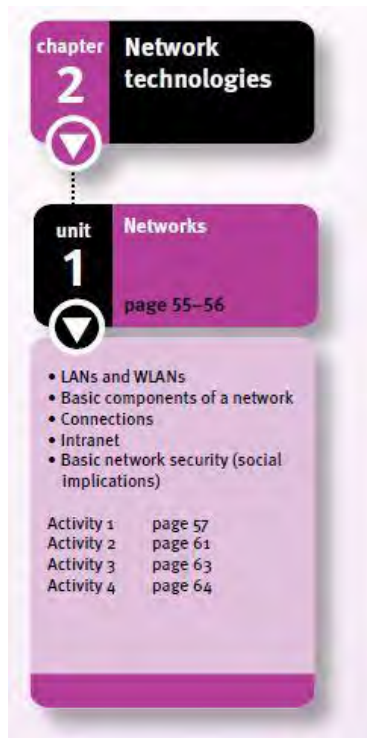 chapter
2
Network
technologies
unit
1
Networks
page 55–56
• LANs and WLANs
• Basic components of a network
• Connections
• Intranet
• Basic network security (social
implications)
Activity 1 page 57
Activity 2 page 61
Activity 3 page 63
Activity 4 page 64